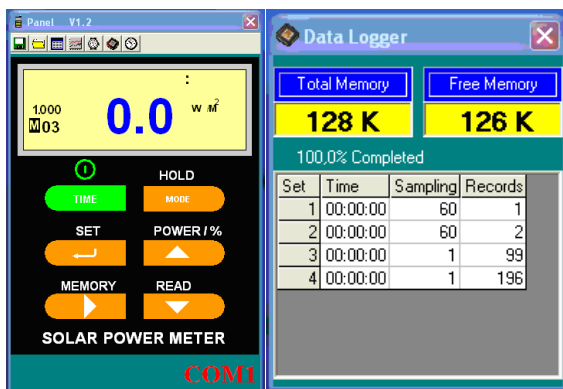 Panel V1.2
:
1.000
M03
0.0
W /M²
HOLD
TIME
MODE
SET
POWER / %
MEMORY
READ
SOLAR POWER METER
COM1
Data Logger
Total Memory
Free Memory
128 K
126 K
100,0% Completed
Set Time Sampling Records
1 00:00:00 60 1
2 00:00:00 60 2
3 00:00:00 1 99
4 00:00:00 1 196